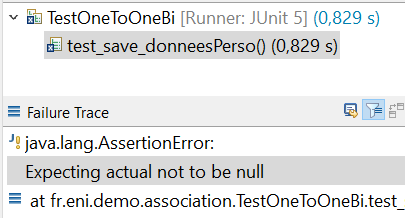 TestOneToOneBi [Runner: JUnit 5] (0,829 s)
test_save_donneesPerso() (0,829 s)
Failure Trace
java.lang.AssertionError:
Expecting actual not to be null
at fr.eni.demo.association.TestOneToOneBi.test_